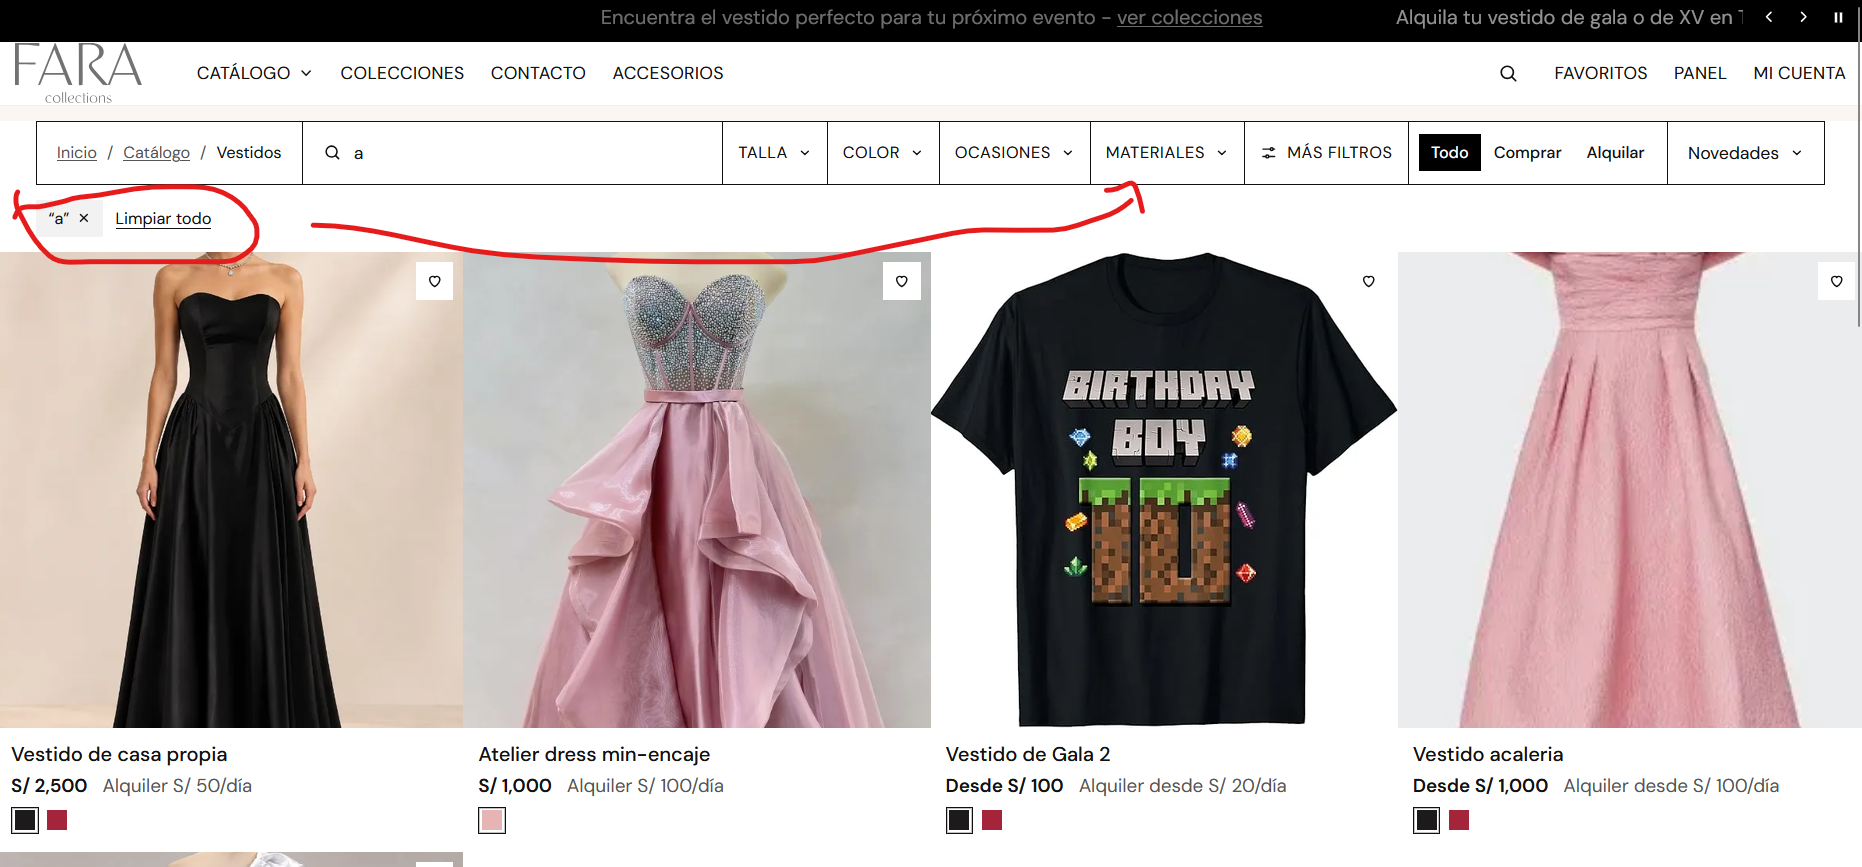 Encuentra el vestido perfecto para tu próximo evento - ver colecciones
Alquila tu vestido de gala o de XV en
FARA
collections
CATÁLOGO
COLECCIONES
CONTACTO
ACCESORIOS
FAVORITOS
PANEL
MI CUENTA
Inicio / Catálogo / Vestidos
a
TALLA
COLOR
OCASIONES
MATERIALES
MÁS FILTROS
Todo
Comprar
Alquilar
Novedades
“a” ×
Limpiar todo
BIRTHDAY
BOY
10
Vestido de casa propia
S/ 2,500 Alquiler S/ 50/día
Atelier dress min-encaje
S/ 1,000 Alquiler S/ 100/día
Vestido de Gala 2
Desde S/ 100 Alquiler desde S/ 20/día
Vestido acaleria
Desde S/ 1,000 Alquiler desde S/ 100/día